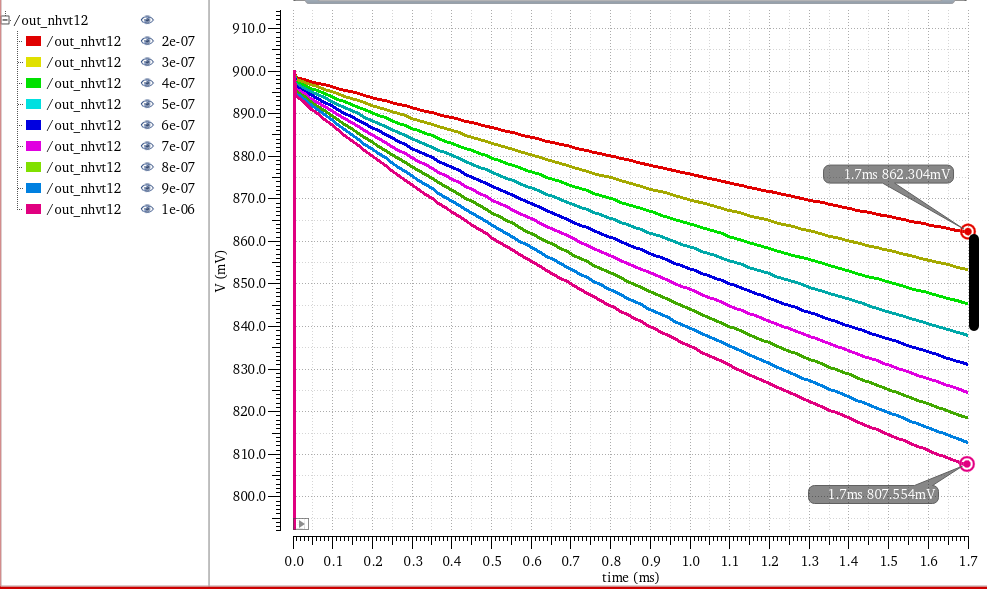 /out_nhvt12
/out_nhvt12 2e-07
/out_nhvt12 3e-07
/out_nhvt12 4e-07
/out_nhvt12 5e-07
/out_nhvt12 6e-07
/out_nhvt12 7e-07
/out_nhvt12 8e-07
/out_nhvt12 9e-07
/out_nhvt12 1e-06
V (mV)
910.0
900.0
890.0
880.0
870.0
860.0
850.0
840.0
830.0
820.0
810.0
800.0
1.7ms 862.304mV
1.7ms 807.554mV
0.0 0.1 0.2 0.3 0.4 0.5 0.6 0.7 0.8 0.9 1.0 1.1 1.2 1.3 1.4 1.5 1.6 1.7
time (ms)